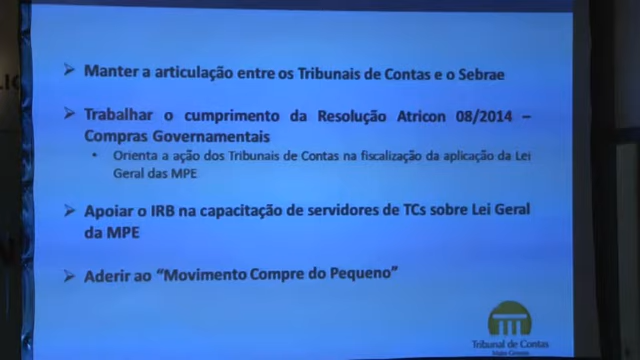 Manter a articulação entre os Tribunais de Contas e o Sebrae
Trabalhar o cumprimento da Resolução Atricon 08/2014 –
Compras Governamentais
• Orienta a ação dos Tribunais de Contas na fiscalização da aplicação da Lei
Geral das MPE
Apoiar o IRB na capacitação de servidores de TCs sobre Lei Geral
da MPE
Aderir ao “Movimento Compre do Pequeno”
Tribunal de Contas
Mato Grosso